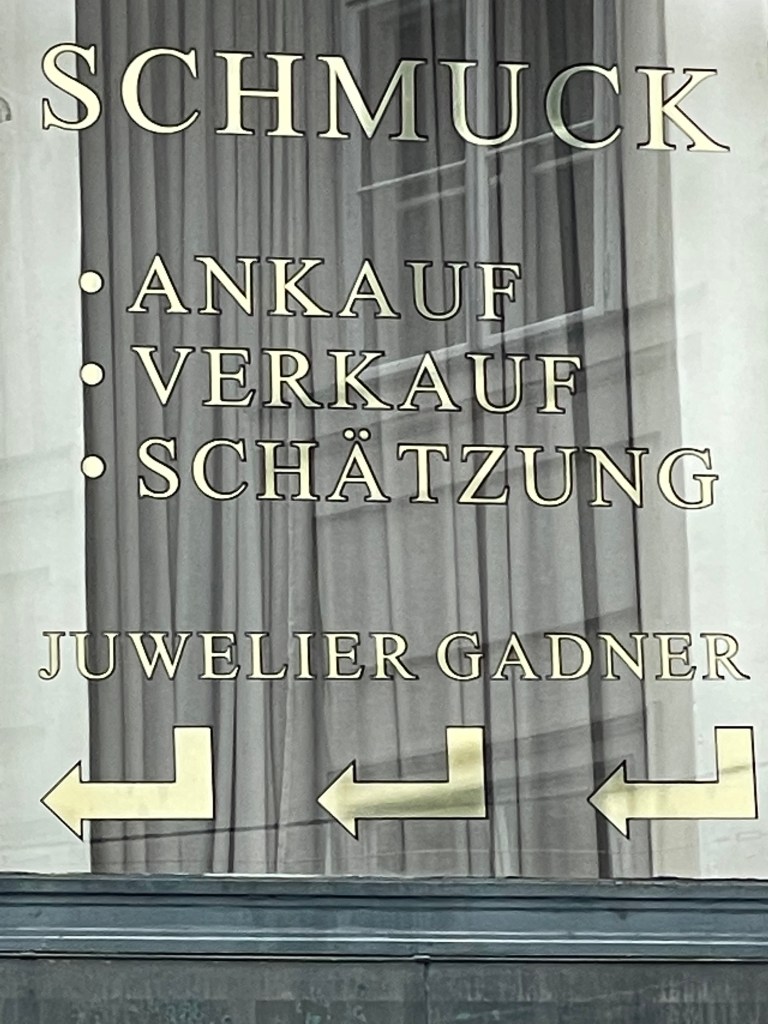 SCHMUCK
• ANKAUF
• VERKAUF
• SCHÄTZUNG
JUWELIER GADNER